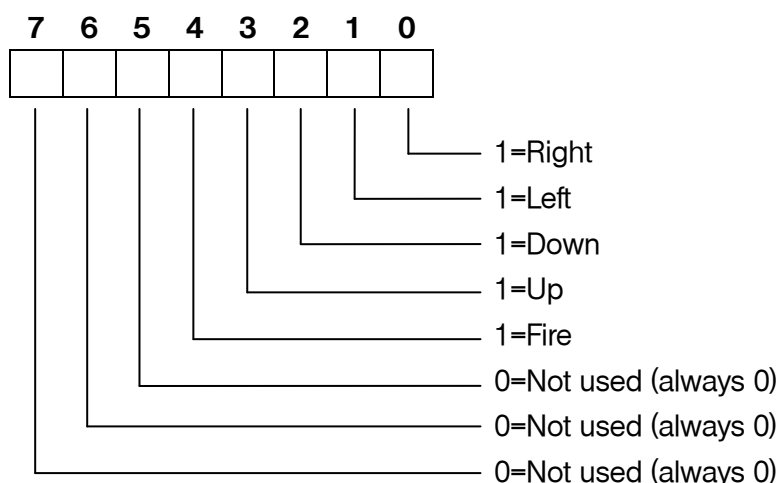 7 6 5 4 3 2 1 0
1=Right
1=Left
1=Down
1=Up
1=Fire
0=Not used (always 0)
0=Not used (always 0)
0=Not used (always 0)